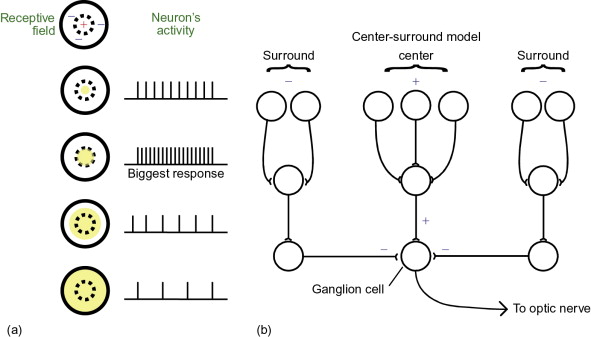 Receptive
field
Neuron's
activity
+
−
−
−
Biggest response
(a)
Center-surround model
Surround
center
Surround
−
+
−
+
−
−
Ganglion cell
To optic nerve
(b)